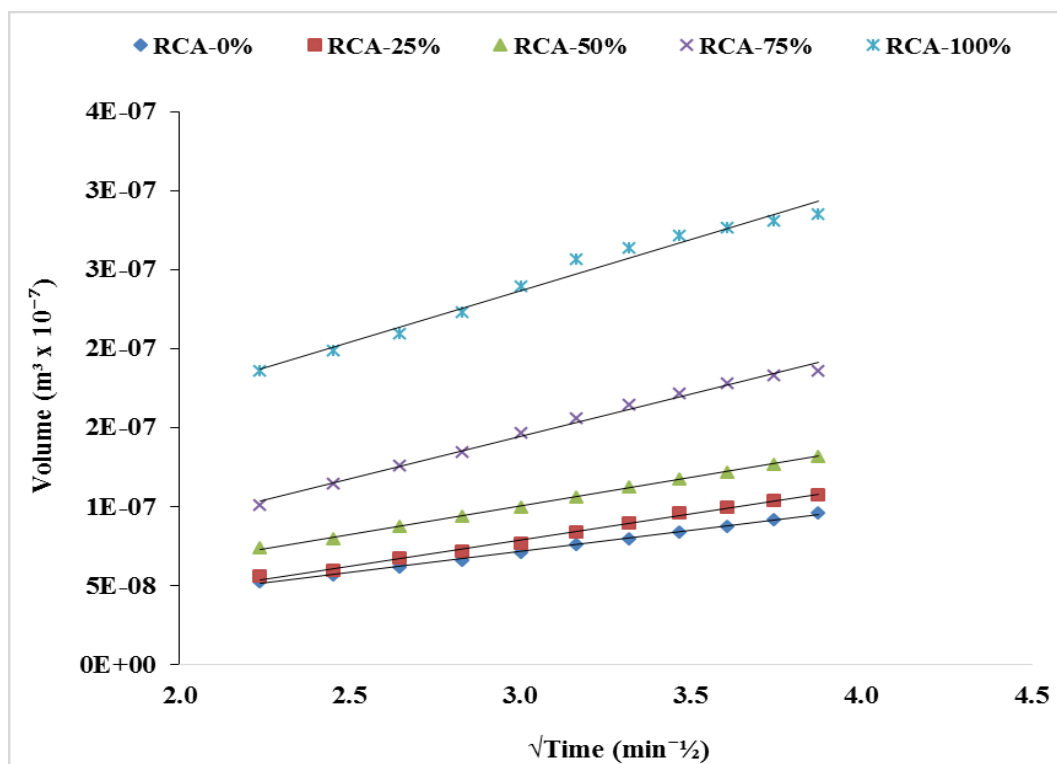 RCA-0% RCA-25% RCA-50% RCA-75% RCA-100%
4E-07
3E-07
3E-07
2E-07
2E-07
1E-07
5E-08
0E+00
Volume (m³ x 10⁻⁷)
2.0 2.5 3.0 3.5 4.0 4.5
√Time (min⁻½)